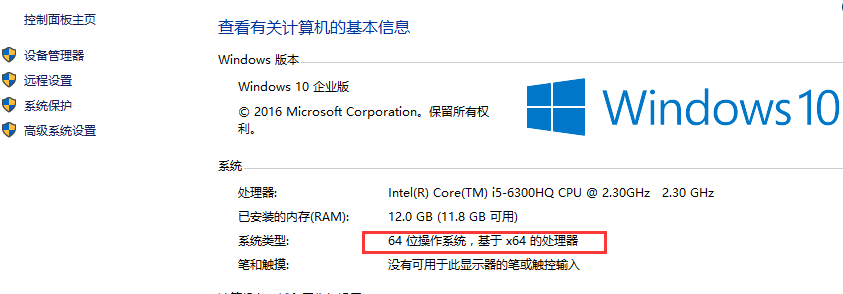 控制面板主页
设备管理器
远程设置
系统保护
高级系统设置
查看有关计算机的基本信息
Windows 版本
Windows 10 企业版
© 2016 Microsoft Corporation。保留所有权
利。
Windows 10
系统
处理器: Intel(R) Core(TM) i5-6300HQ CPU @ 2.30GHz 2.30 GHz
已安装的内存(RAM): 12.0 GB (11.8 GB 可用)
系统类型: 64 位操作系统，基于 x64 的处理器
笔和触摸: 没有可用于此显示器的笔或触控输入